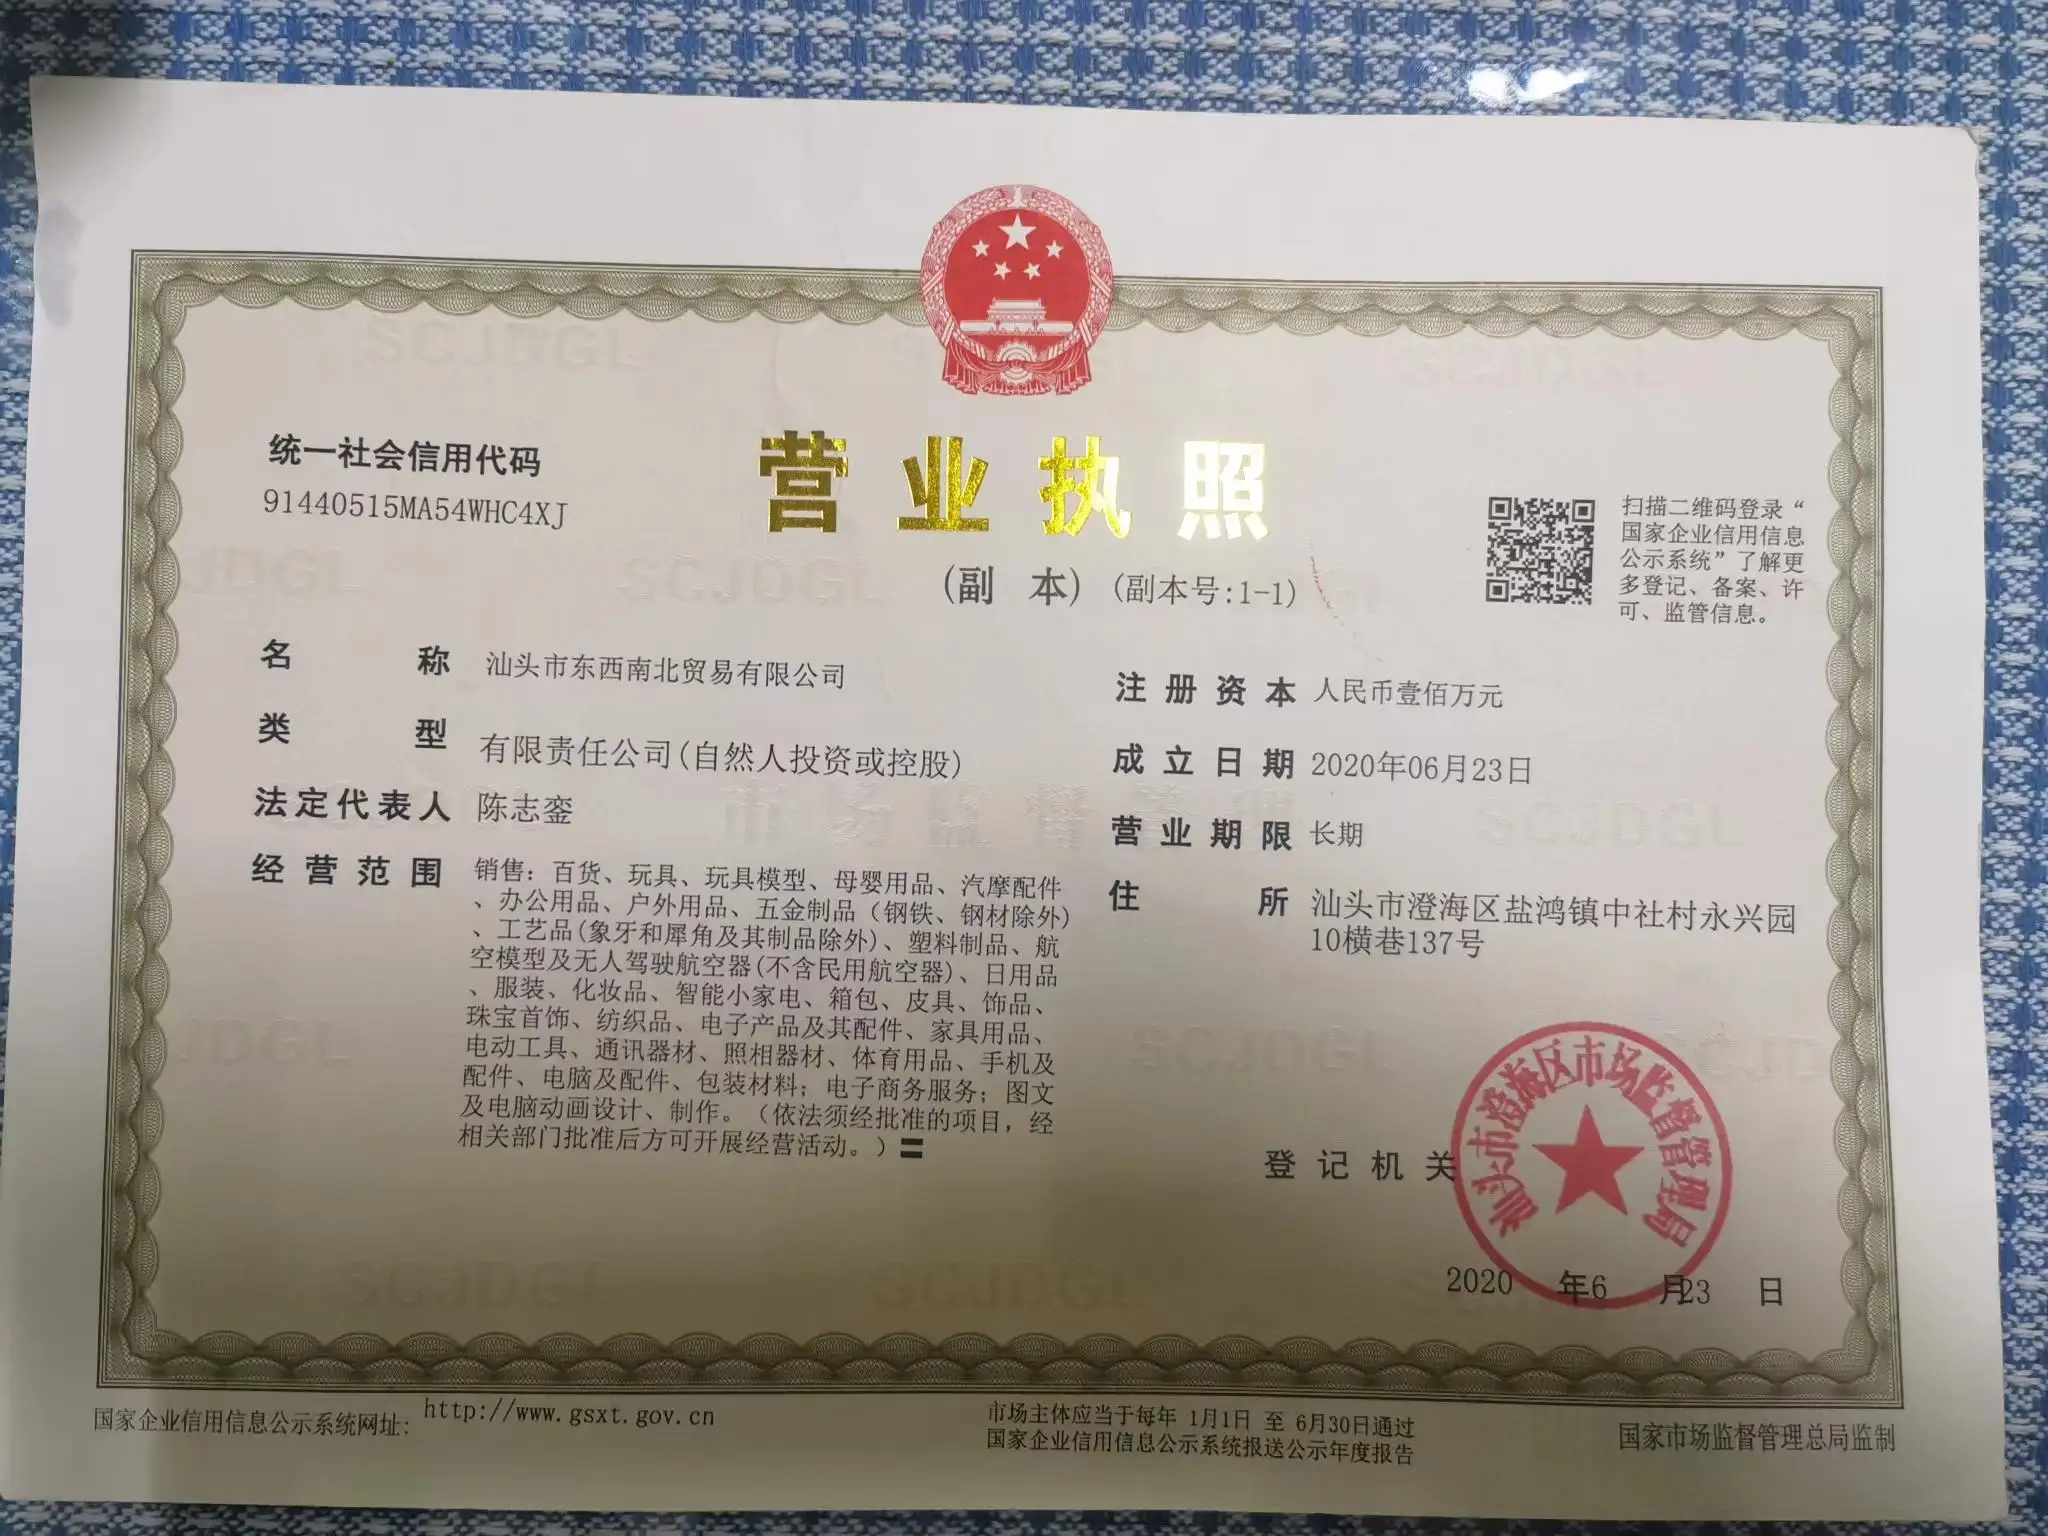 统一社会信用代码
91440515MA54WHC4XJ
营业执照
(副 本) (副本号:1-1)
扫描二维码登录“
国家企业信用信息
公示系统”了解更
多登记、备案、许
可、监管信息。
名 称 汕头市东西南北贸易有限公司
类 型 有限责任公司(自然人投资或控股)
法定代表人 陈志銮
经营范围 销售：百货、玩具、玩具模型、母婴用品、汽摩配件
、办公用品、户外用品、五金制品（钢铁、钢材除外)
、工艺品(象牙和犀角及其制品除外)、塑料制品、航
空模型及无人驾驶航空器(不含民用航空器)、日用品
、服装、化妆品、智能小家电、箱包、皮具、饰品、
珠宝首饰、纺织品、电子产品及其配件、家具用品、
电动工具、通讯器材、照相器材、体育用品、手机及
配件、电脑及配件、包装材料；电子商务服务；图文
及电脑动画设计、制作。（依法须经批准的项目，经
相关部门批准后方可开展经营活动。）
注册资本 人民币壹佰万元
成立日期 2020年06月23日
营业期限 长期
住 所 汕头市澄海区盐鸿镇中社村永兴园
10横巷137号
登记机关
汕头市澄海区市场监督管理局
2020 年6 月23 日
国家企业信用信息公示系统网址: http://www.gsxt.gov.cn
市场主体应当于每年 1月1日 至 6月30日通过
国家企业信用信息公示系统报送公示年度报告
国家市场监督管理总局监制
SCJDGL
市场监督管理